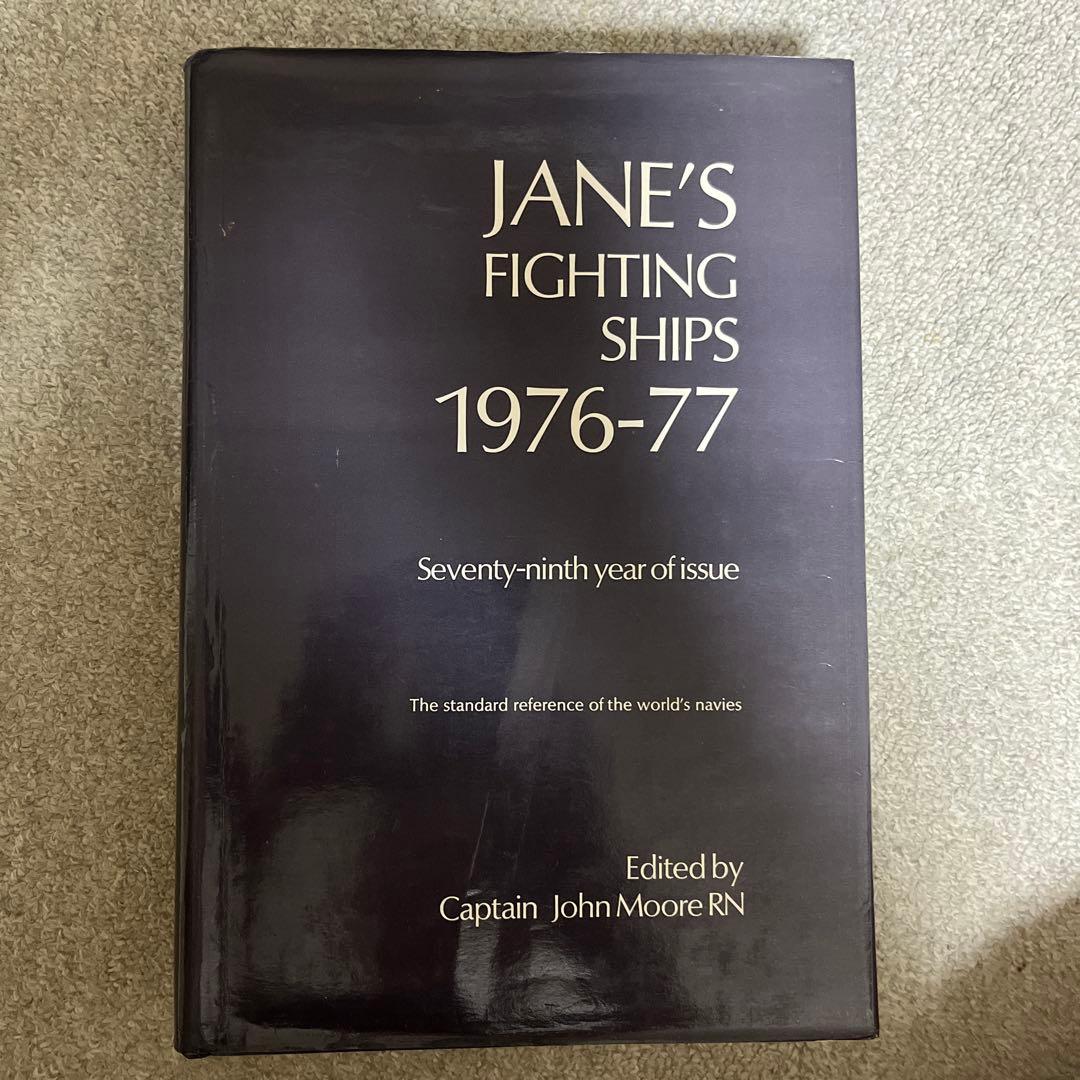 JANE'S
FIGHTING
SHIPS
1976-77
Seventy-ninth year of issue
The standard reference of the world's navies
Edited by
Captain John Moore RN